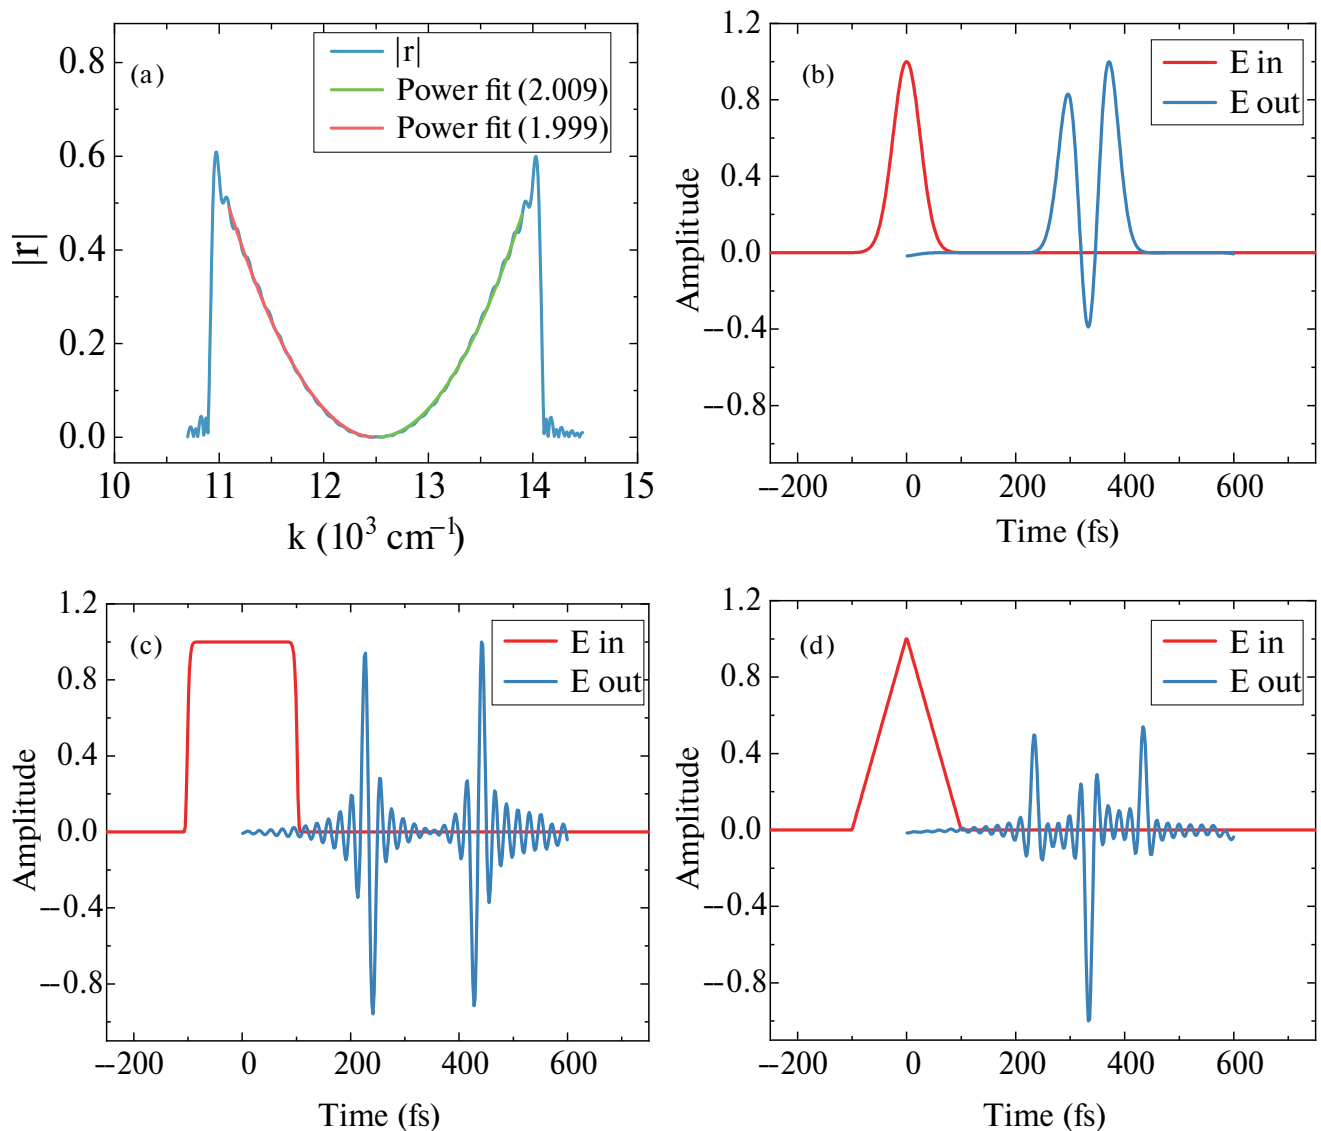 (a)
|r|
Power fit (2.009)
Power fit (1.999)
0.8
0.6
0.4
0.2
0.0
|r|
10 11 12 13 14 15
k (10³ cm⁻¹)
(b)
E in
E out
1.2
0.8
0.4
0.0
--0.4
--0.8
Amplitude
--200 0 200 400 600
Time (fs)
(c)
E in
E out
1.2
0.8
0.4
0.0
--0.4
--0.8
Amplitude
--200 0 200 400 600
Time (fs)
(d)
E in
E out
1.2
0.8
0.4
0.0
--0.4
--0.8
Amplitude
--200 0 200 400 600
Time (fs)